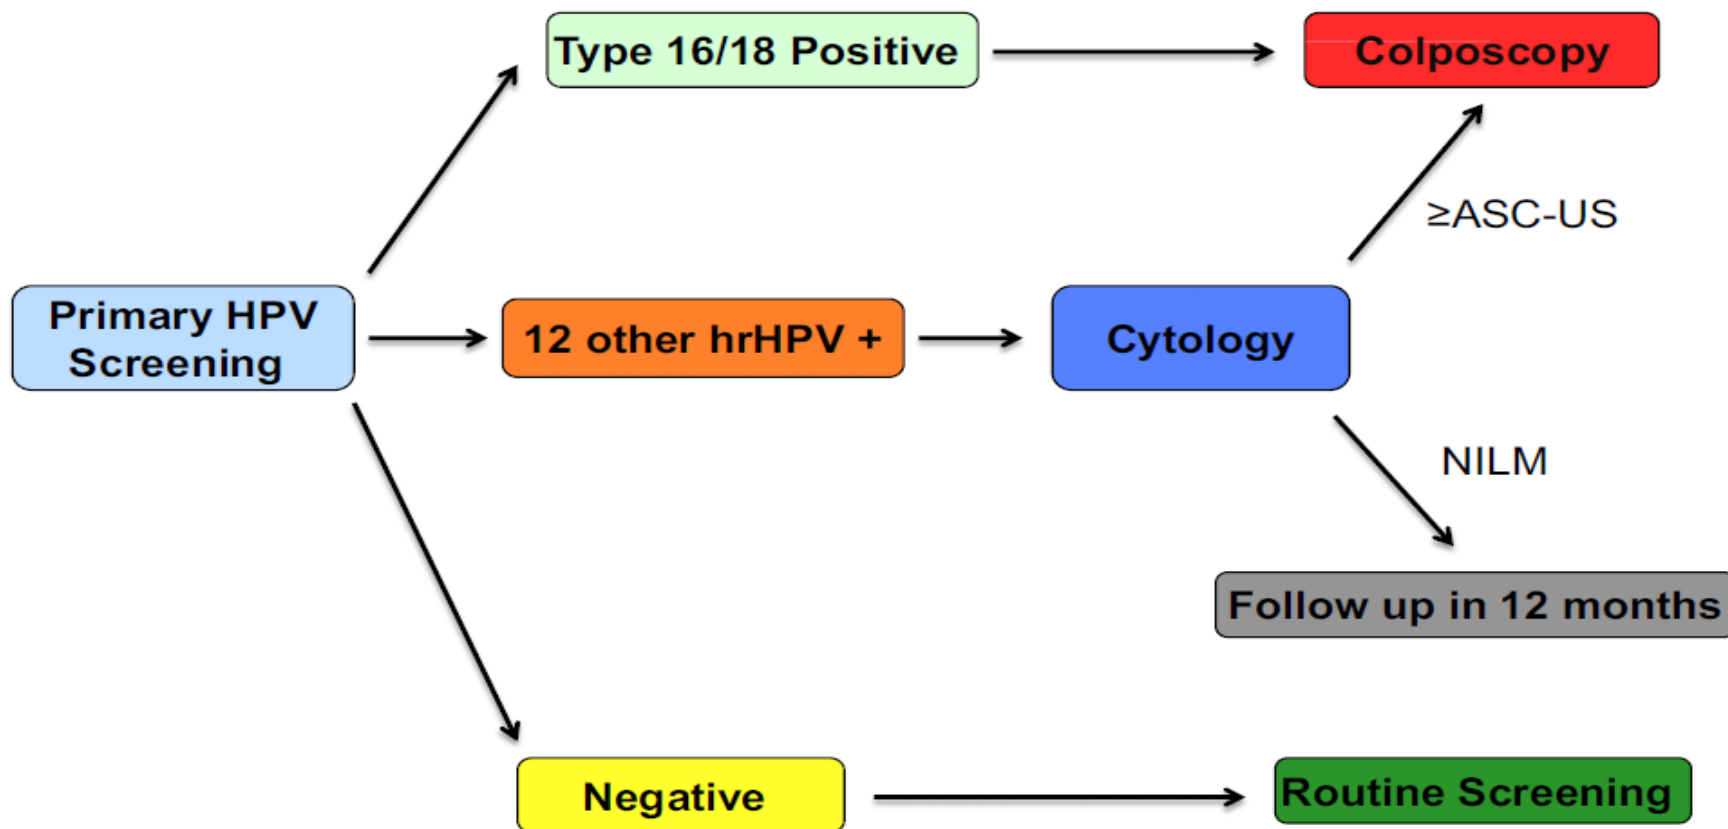 Type 16/18 Positive
Colposcopy
≥ASC-US
Primary HPV
Screening
12 other hrHPV +
Cytology
NILM
Follow up in 12 months
Negative
Routine Screening